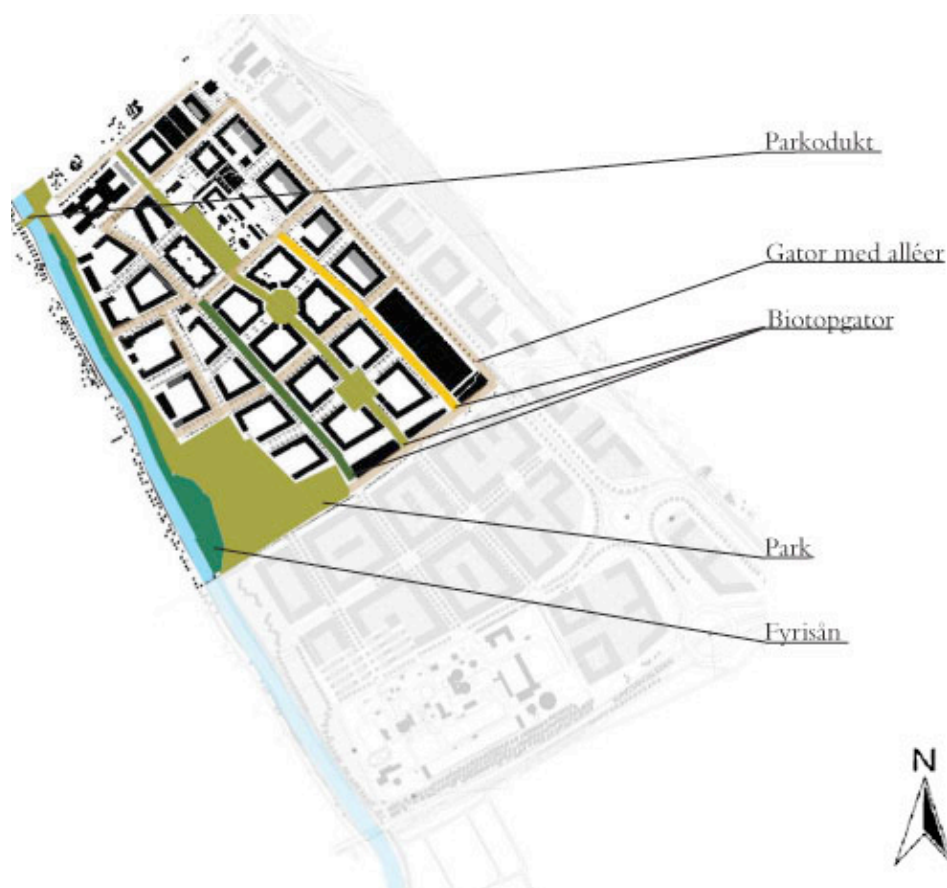 Parkodukt
Gator med alléer
Biotopgator
Park
Fyrisån
N